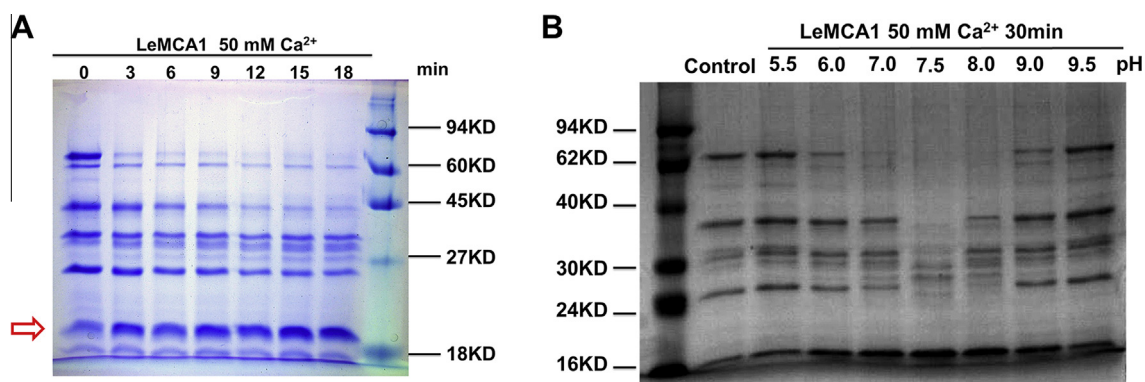 A
LeMCA1 50 mM Ca²⁺
0 3 6 9 12 15 18 min
94KD
60KD
45KD
27KD
18KD
B
LeMCA1 50 mM Ca²⁺ 30min
Control 5.5 6.0 7.0 7.5 8.0 9.0 9.5 pH
94KD
62KD
40KD
30KD
24KD
16KD